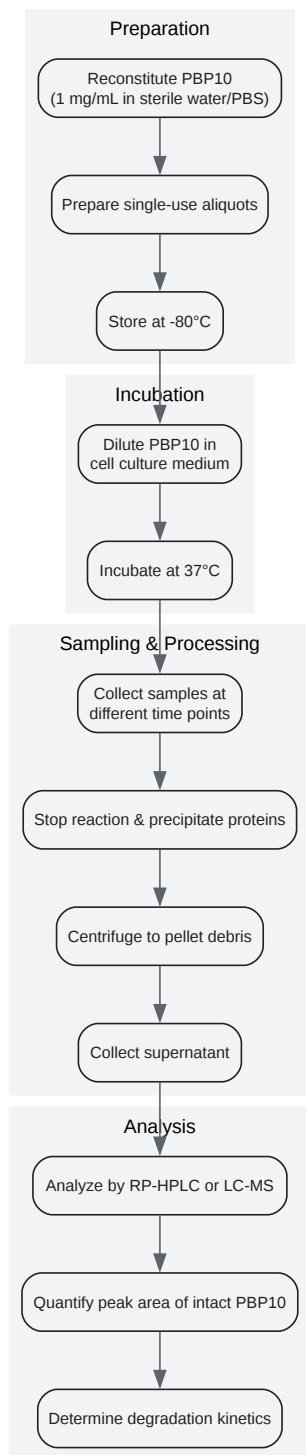 Preparation
Reconstitute PBP10
(1 mg/mL in sterile water/PBS)
Prepare single-use aliquots
Store at -80°C
Incubation
Dilute PBP10 in
cell culture medium
Incubate at 37°C
Sampling & Processing
Collect samples at
different time points
Stop reaction & precipitate proteins
Centrifuge to pellet debris
Collect supernatant
Analysis
Analyze by RP-HPLC or LC-MS
Quantify peak area of intact PBP10
Determine degradation kinetics